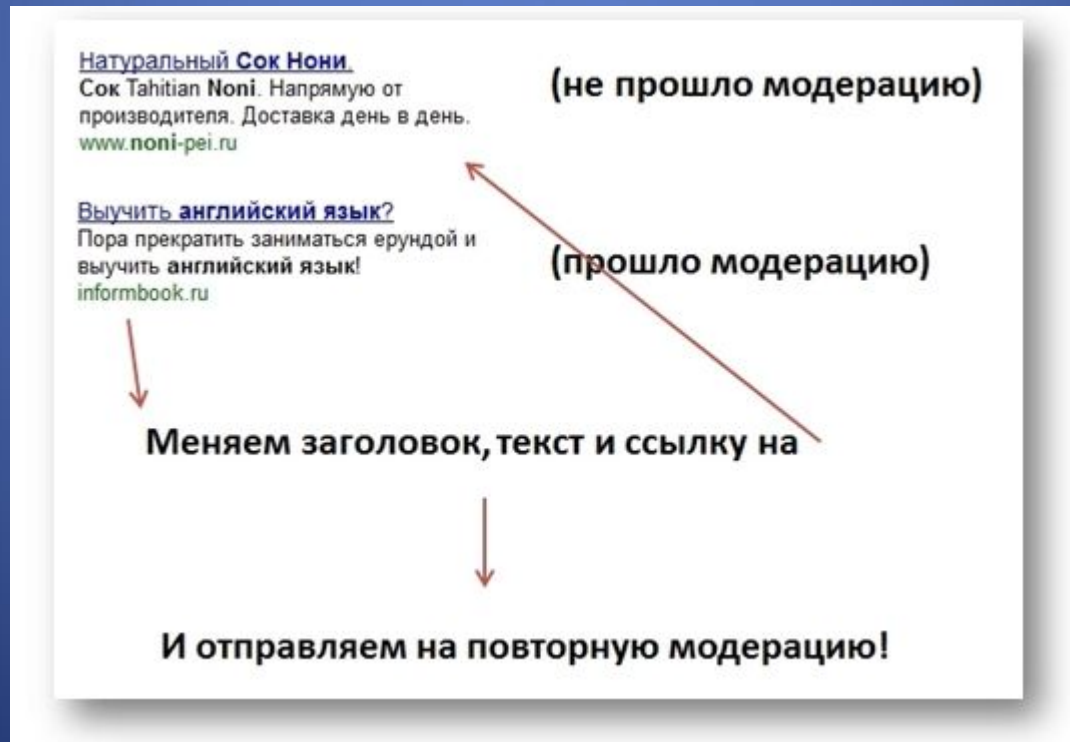 Натуральный Сок Нони.
Сок Tahitian Noni. Напрямую от
производителя. Доставка день в день.
www.noni-pei.ru
(не прошло модерацию)
Выучить английский язык?
Пора прекратить заниматься ерундой и
выучить английский язык!
informbook.ru
(прошло модерацию)
Меняем заголовок, текст и ссылку на
И отправляем на повторную модерацию!